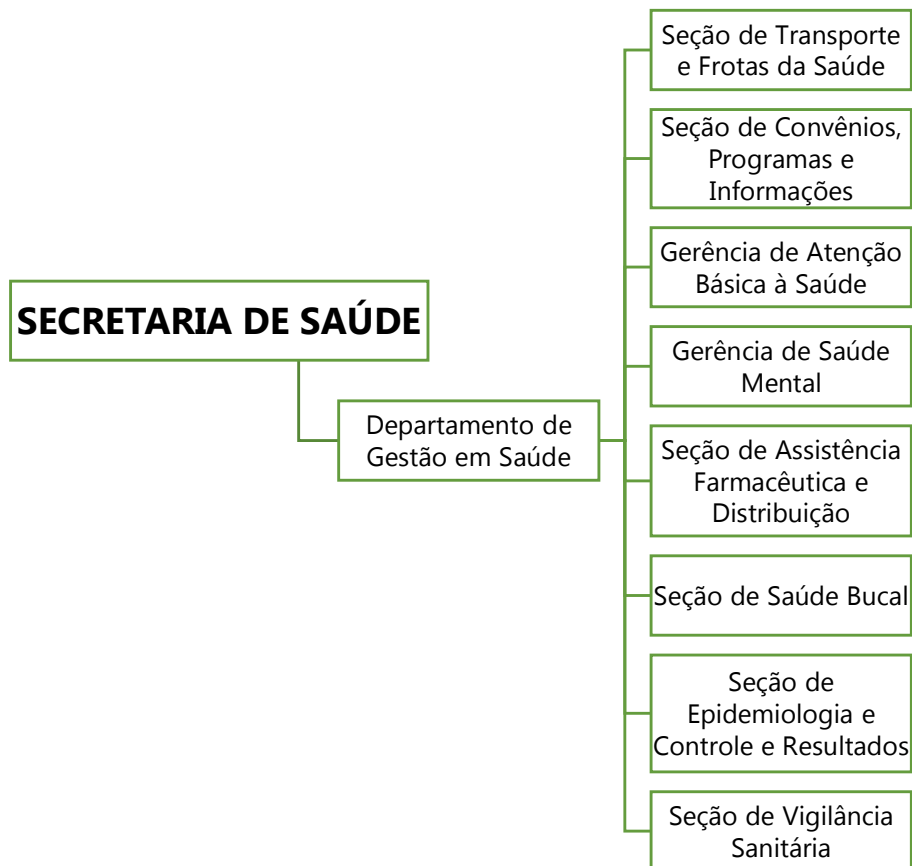 Seção de Transporte
e Frotas da Saúde
Seção de Convênios,
Programas e
Informações
Gerência de Atenção
Básica à Saúde
SECRETARIA DE SAÚDE
Gerência de Saúde
Mental
Departamento de
Gestão em Saúde
Seção de Assistência
Farmacêutica e
Distribuição
Seção de Saúde Bucal
Seção de
Epidemiologia e
Controle e Resultados
Seção de Vigilância
Sanitária